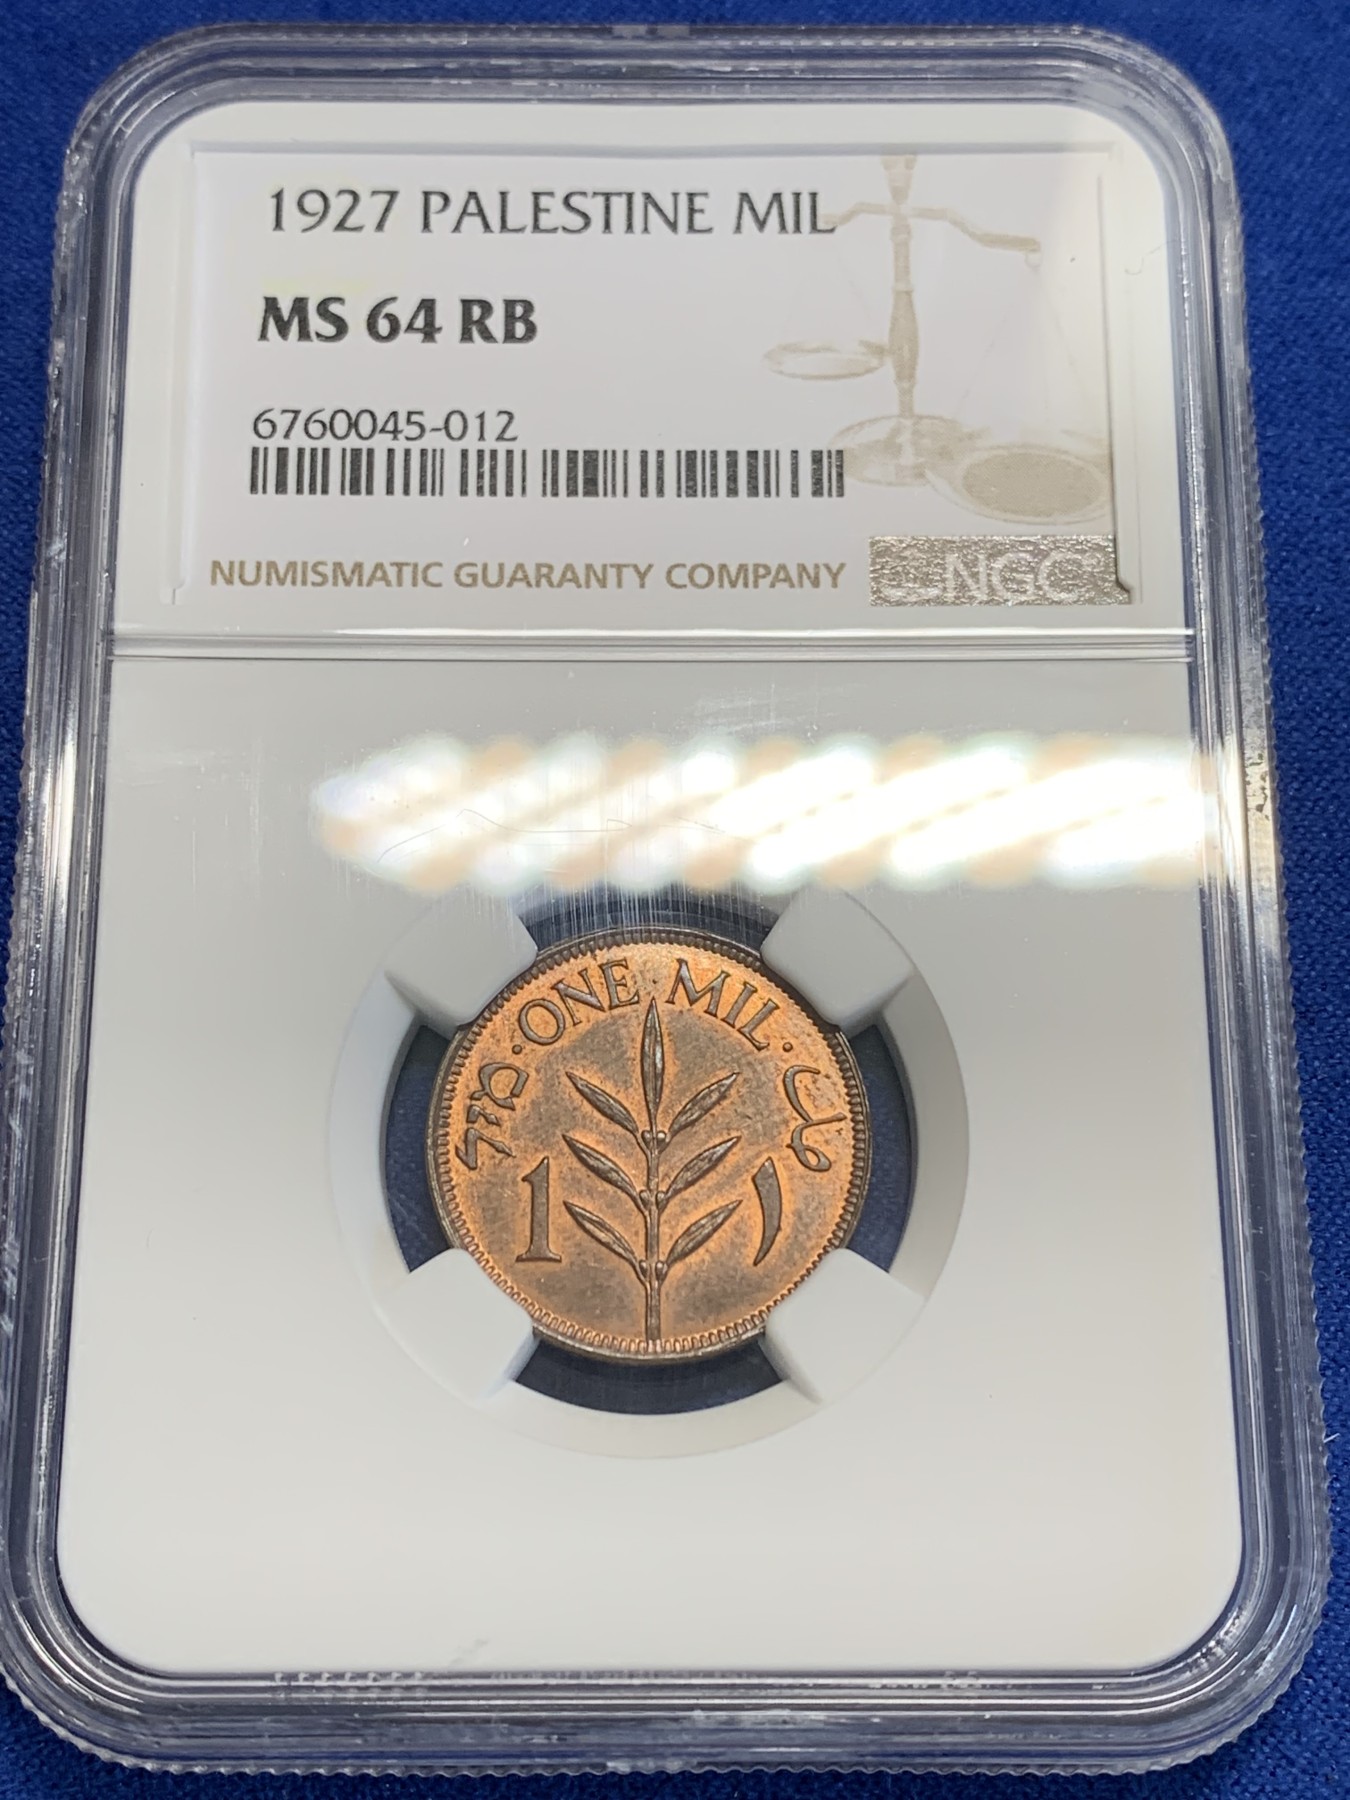 1927 PALESTINE MIL
MS 64 RB
6760045-012
NUMISMATIC GUARANTY COMPANY
NGC
· ONE MIL ·
מיל
مل
1
١